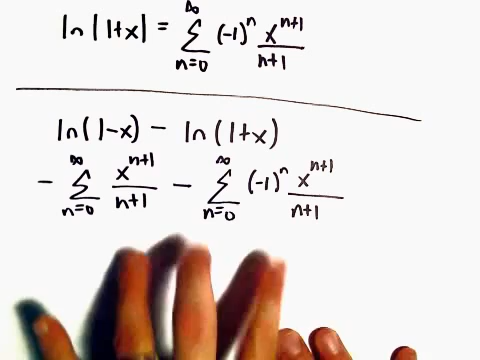 ln|1+x| = ∞ Σ n=0 (-1)^n x^{n+1}/n+1
ln(1-x) - ln(1+x)
- ∞ Σ n=0 x^{n+1}/n+1 - ∞ Σ n=0 (-1)^n x^{n+1}/n+1